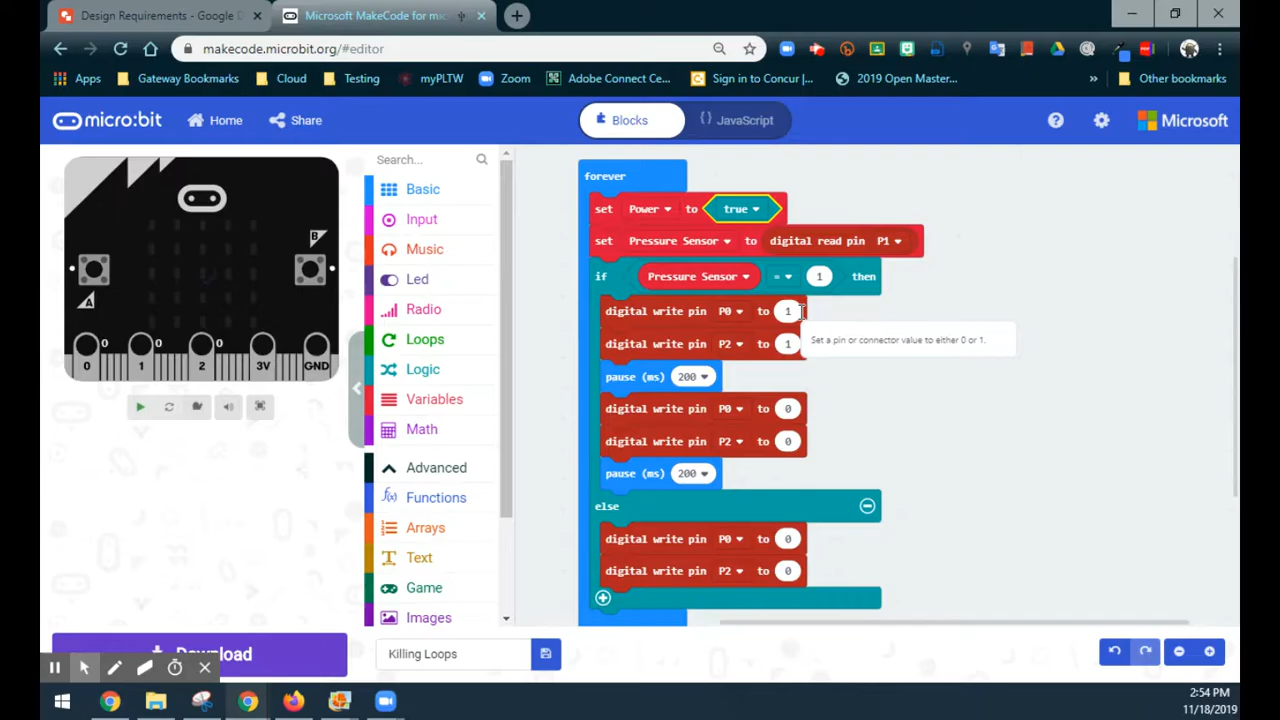 Design Requirements - Google D
Microsoft MakeCode for mic
makecode.microbit.org/#editor
Apps
Gateway Bookmarks
Cloud
Testing
myPLTW
Zoom
Adobe Connect Ce...
Sign in to Concur |...
2019 Open Master...
»
Other bookmarks
micro:bit
Home
Share
Blocks
{ } JavaScript
Microsoft
Search...
Basic
Input
Music
Led
Radio
Loops
Logic
Variables
Math
Advanced
Functions
Arrays
Text
Game
Images
A
B
0
0
0
0 1 2 3V GND
forever
set Power to true
set Pressure Sensor to digital read pin P1
if Pressure Sensor = 1 then
digital write pin P0 to 1
Set a pin or connector value to either 0 or 1.
digital write pin P2 to 1
pause (ms) 200
digital write pin P0 to 0
digital write pin P2 to 0
pause (ms) 200
else
digital write pin P0 to 0
digital write pin P2 to 0
Download
Killing Loops
2:54 PM
11/18/2019